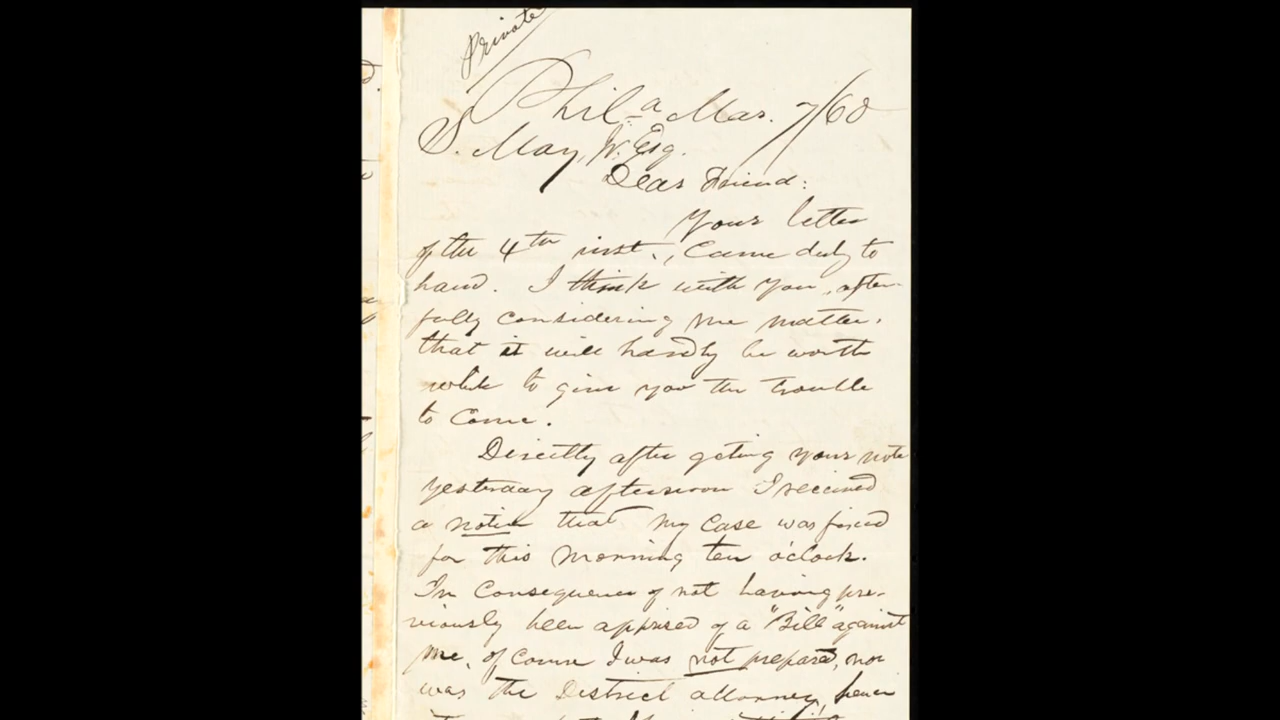 Private
Phil.a Mar. 7/60
S. May, Jr. Esq.
Dear Friend:
Your letter
of the 4th inst., Came duly to
hand. I think with you, after
fully considering the matter,
that it will hardly be worth
while to give you the trouble
to Come.
Directly after geting your note
yesterday afternoon I received
a notice that my Case was fixed
for this morning ten o'clock.
In Consequence of not having pre-
viously been apprised of a "Bill" against
me, of course I was not prepared, nor
was the District attorney,